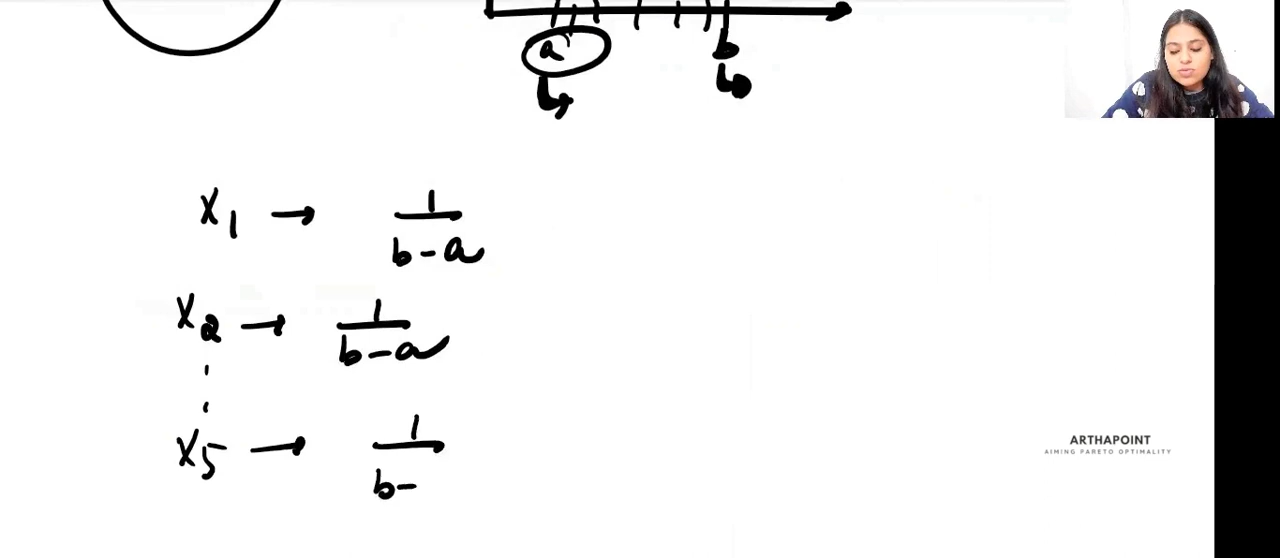 a b
X₁ → 1/(b-a)
X₂ → 1/(b-a)
X₅ → 1/(b-
ARTHAPOINT
AIMING PARETO OPTIMALITY